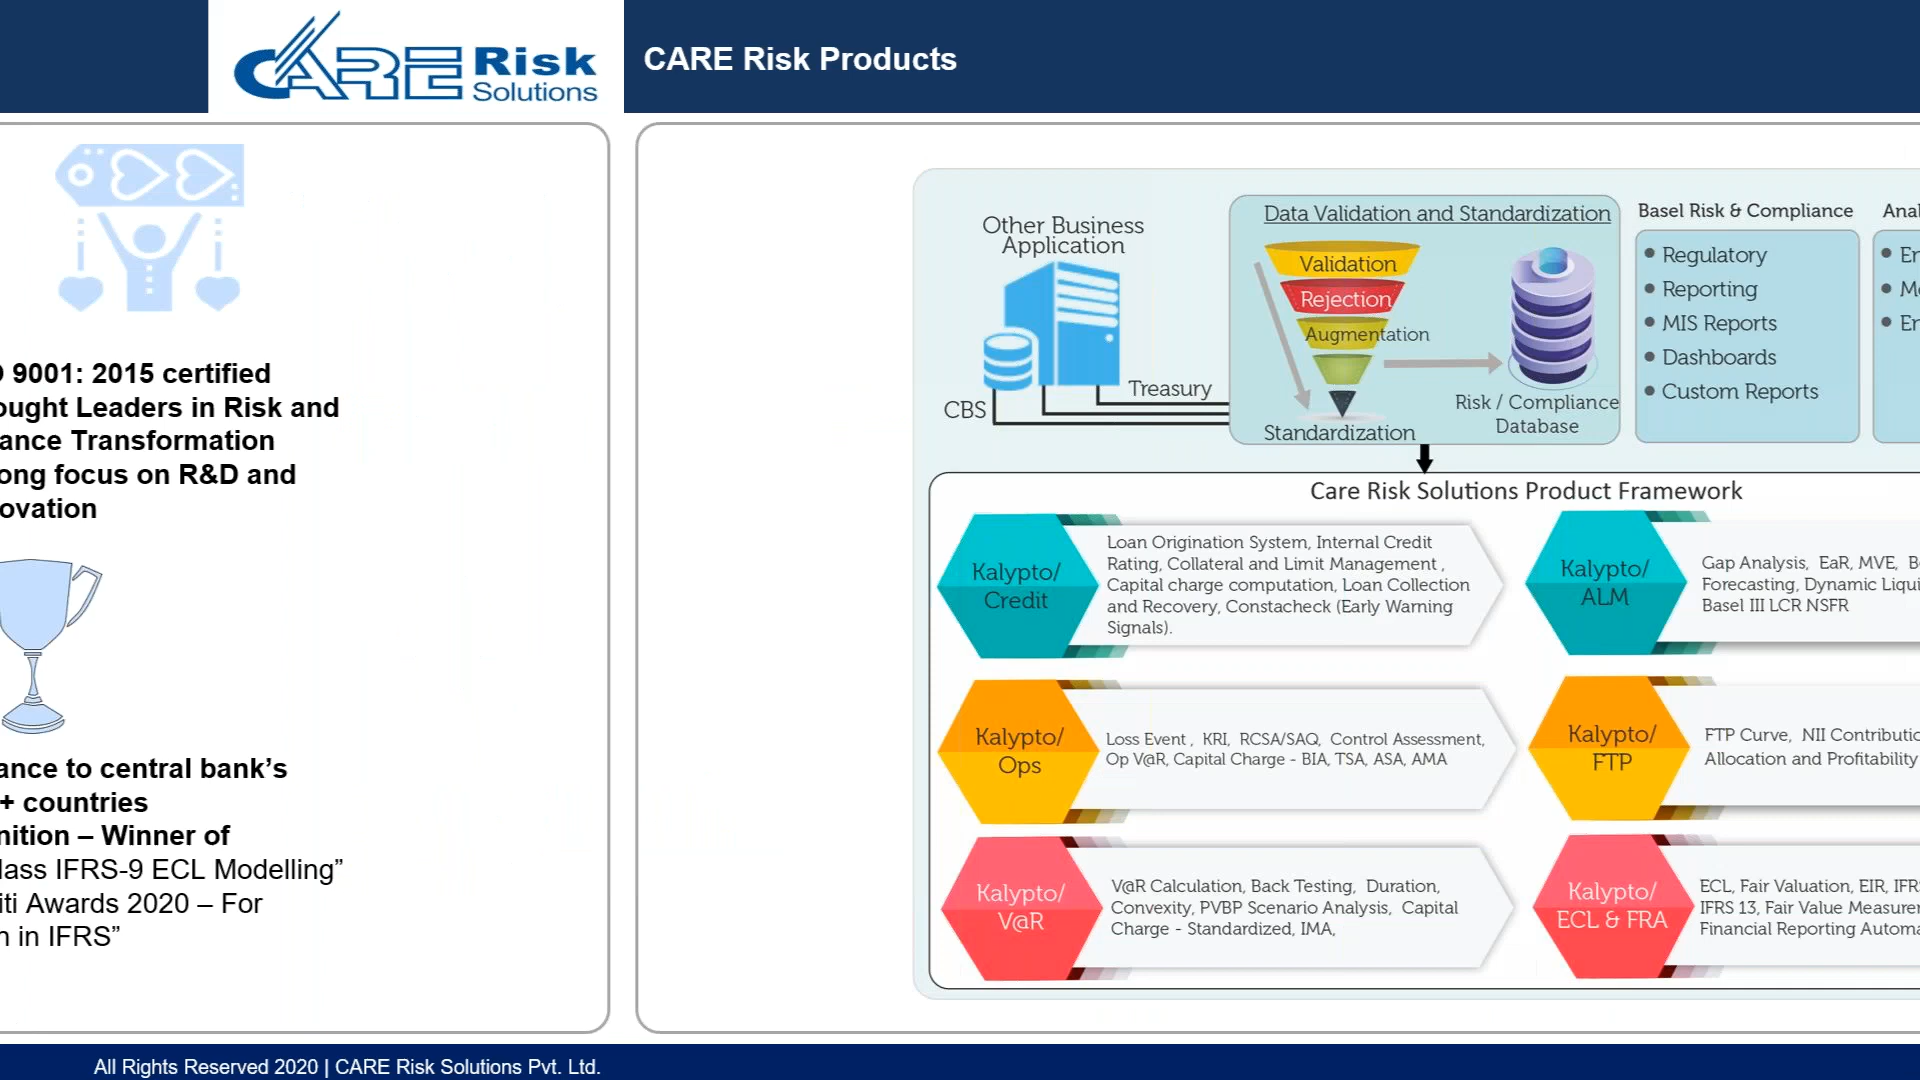 CARE Risk
Solutions
CARE Risk Products
9001: 2015 certified
ought Leaders in Risk and
ance Transformation
ong focus on R&D and
ovation
ance to central bank’s
+ countries
nition – Winner of
lass IFRS-9 ECL Modelling”
iti Awards 2020 – For
n in IFRS”
Other Business
Application
CBS
Treasury
Data Validation and Standardization
Validation
Rejection
Augmentation
Standardization
Risk / Compliance
Database
Basel Risk & Compliance
• Regulatory
• Reporting
• MIS Reports
• Dashboards
• Custom Reports
Anal
• En
• Mo
• En
Care Risk Solutions Product Framework
Kalypto/
Credit
Loan Origination System, Internal Credit
Rating, Collateral and Limit Management ,
Capital charge computation, Loan Collection
and Recovery, Constacheck (Early Warning
Signals).
Kalypto/
ALM
Gap Analysis, EaR, MVE,
Forecasting, Dynamic Liqui
Basel III LCR NSFR
Kalypto/
Ops
Loss Event , KRI, RCSA/SAQ, Control Assessment,
Op V@R, Capital Charge - BIA, TSA, ASA, AMA
Kalypto/
FTP
FTP Curve, NII Contributio
Allocation and Profitability
Kalypto/
V@R
V@R Calculation, Back Testing, Duration,
Convexity, PVBP Scenario Analysis, Capital
Charge - Standardized, IMA,
Kalypto/
ECL & FRA
ECL, Fair Valuation, EIR, IFRS
IFRS 13, Fair Value Measurem
Financial Reporting Automa
All Rights Reserved 2020 | CARE Risk Solutions Pvt. Ltd.